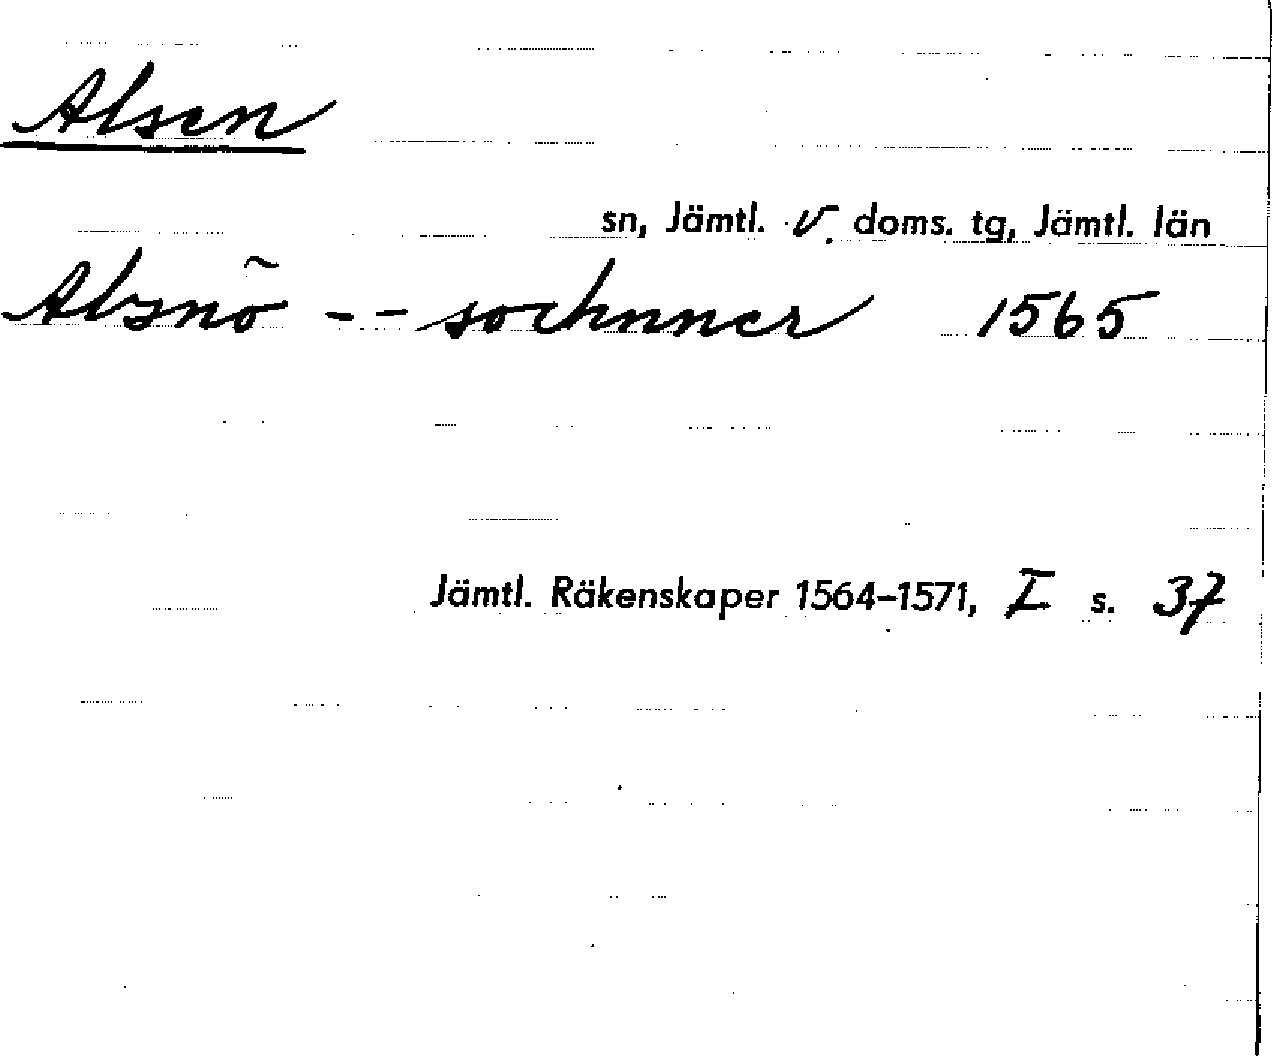 Alsen
sn, Jämtl. v. doms. tg, Jämtl. län
Alsnö -- sochnner 1565
Jämtl. Räkenskaper 1564-1571, I s. 37